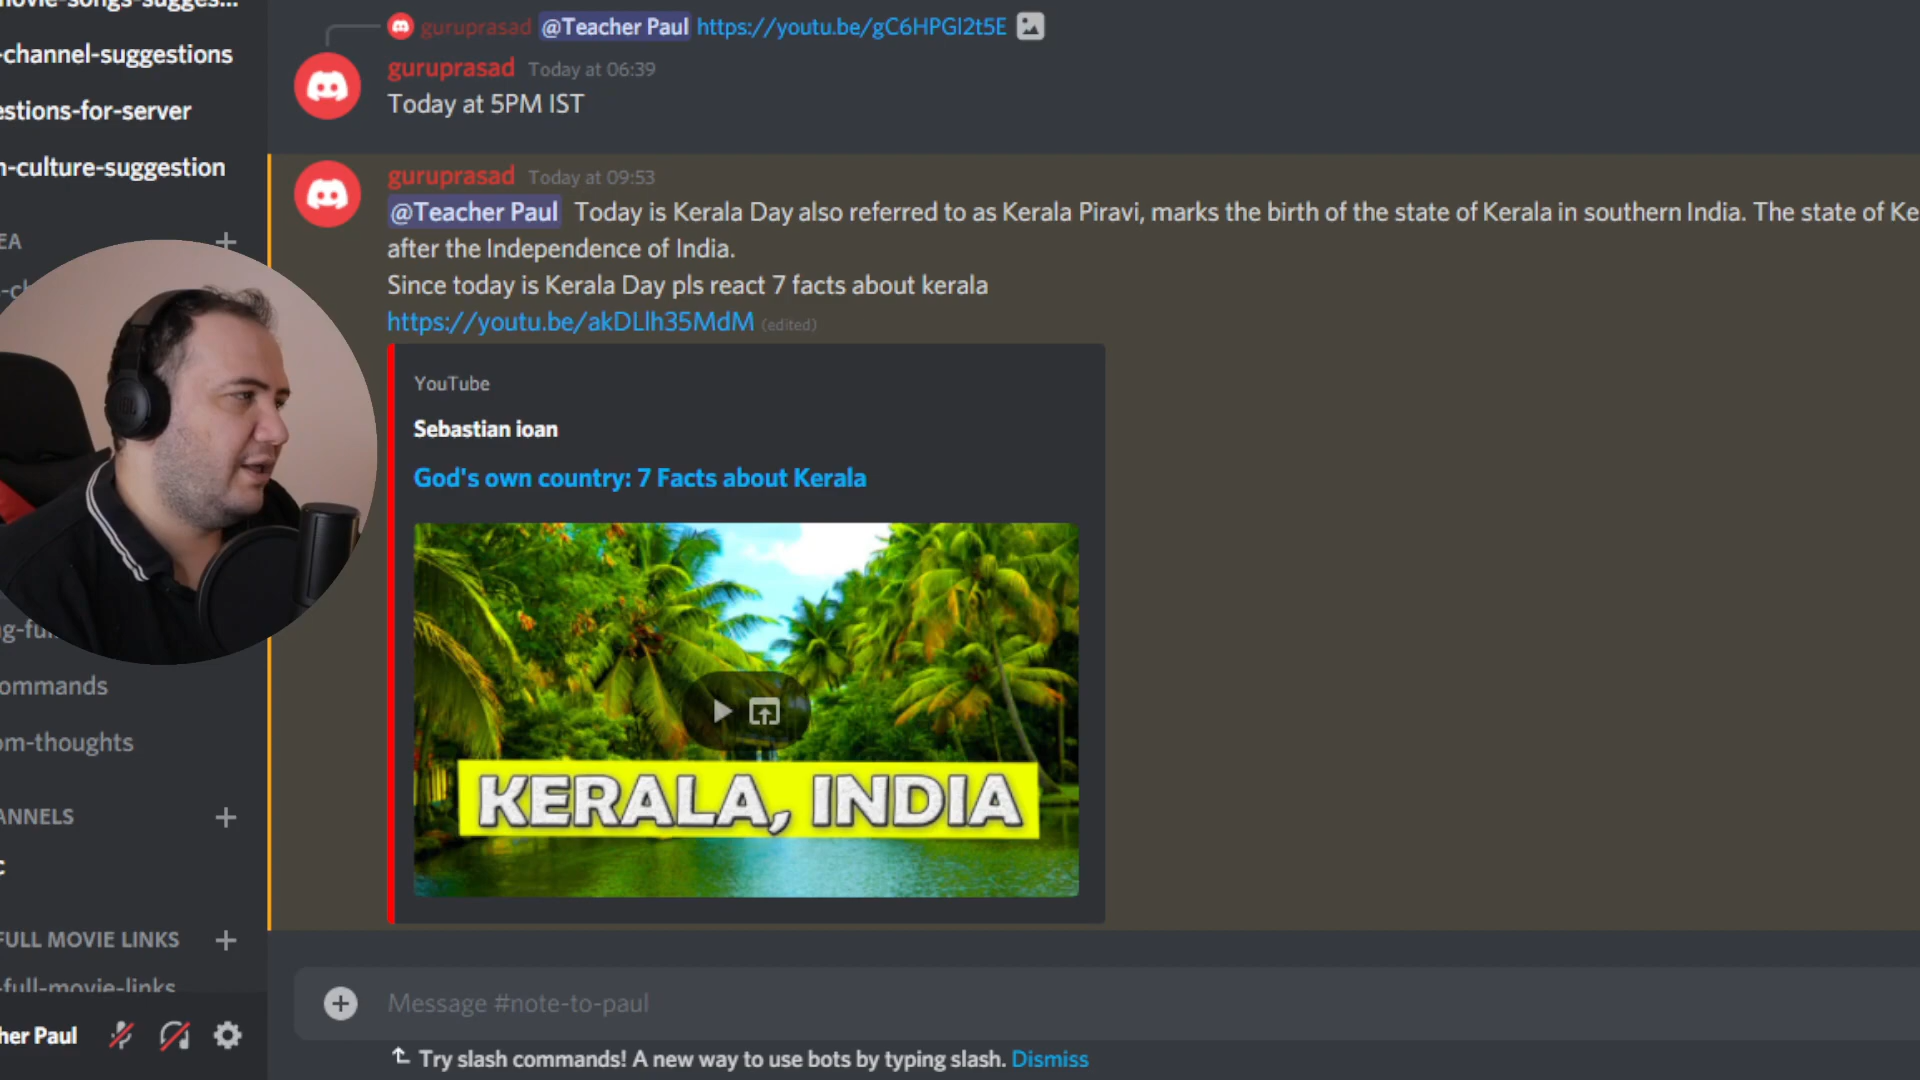 movie-songs-sugges...
-channel-suggestions
estions-for-server
n-culture-suggestion
EA
ommands
om-thoughts
ANNELS
FULL MOVIE LINKS
-full-movie-links
her Paul
guruprasad @Teacher Paul https://youtu.be/gC6HPGl2t5E
guruprasad Today at 06:39
Today at 5PM IST
guruprasad Today at 09:53
@Teacher Paul Today is Kerala Day also referred to as Kerala Piravi, marks the birth of the state of Kerala in southern India. The state of Ke
after the Independence of India.
Since today is Kerala Day pls react 7 facts about kerala
https://youtu.be/akDLlh35MdM (edited)
YouTube
Sebastian ioan
God's own country: 7 Facts about Kerala
KERALA, INDIA
Message #note-to-paul
Try slash commands! A new way to use bots by typing slash. Dismiss